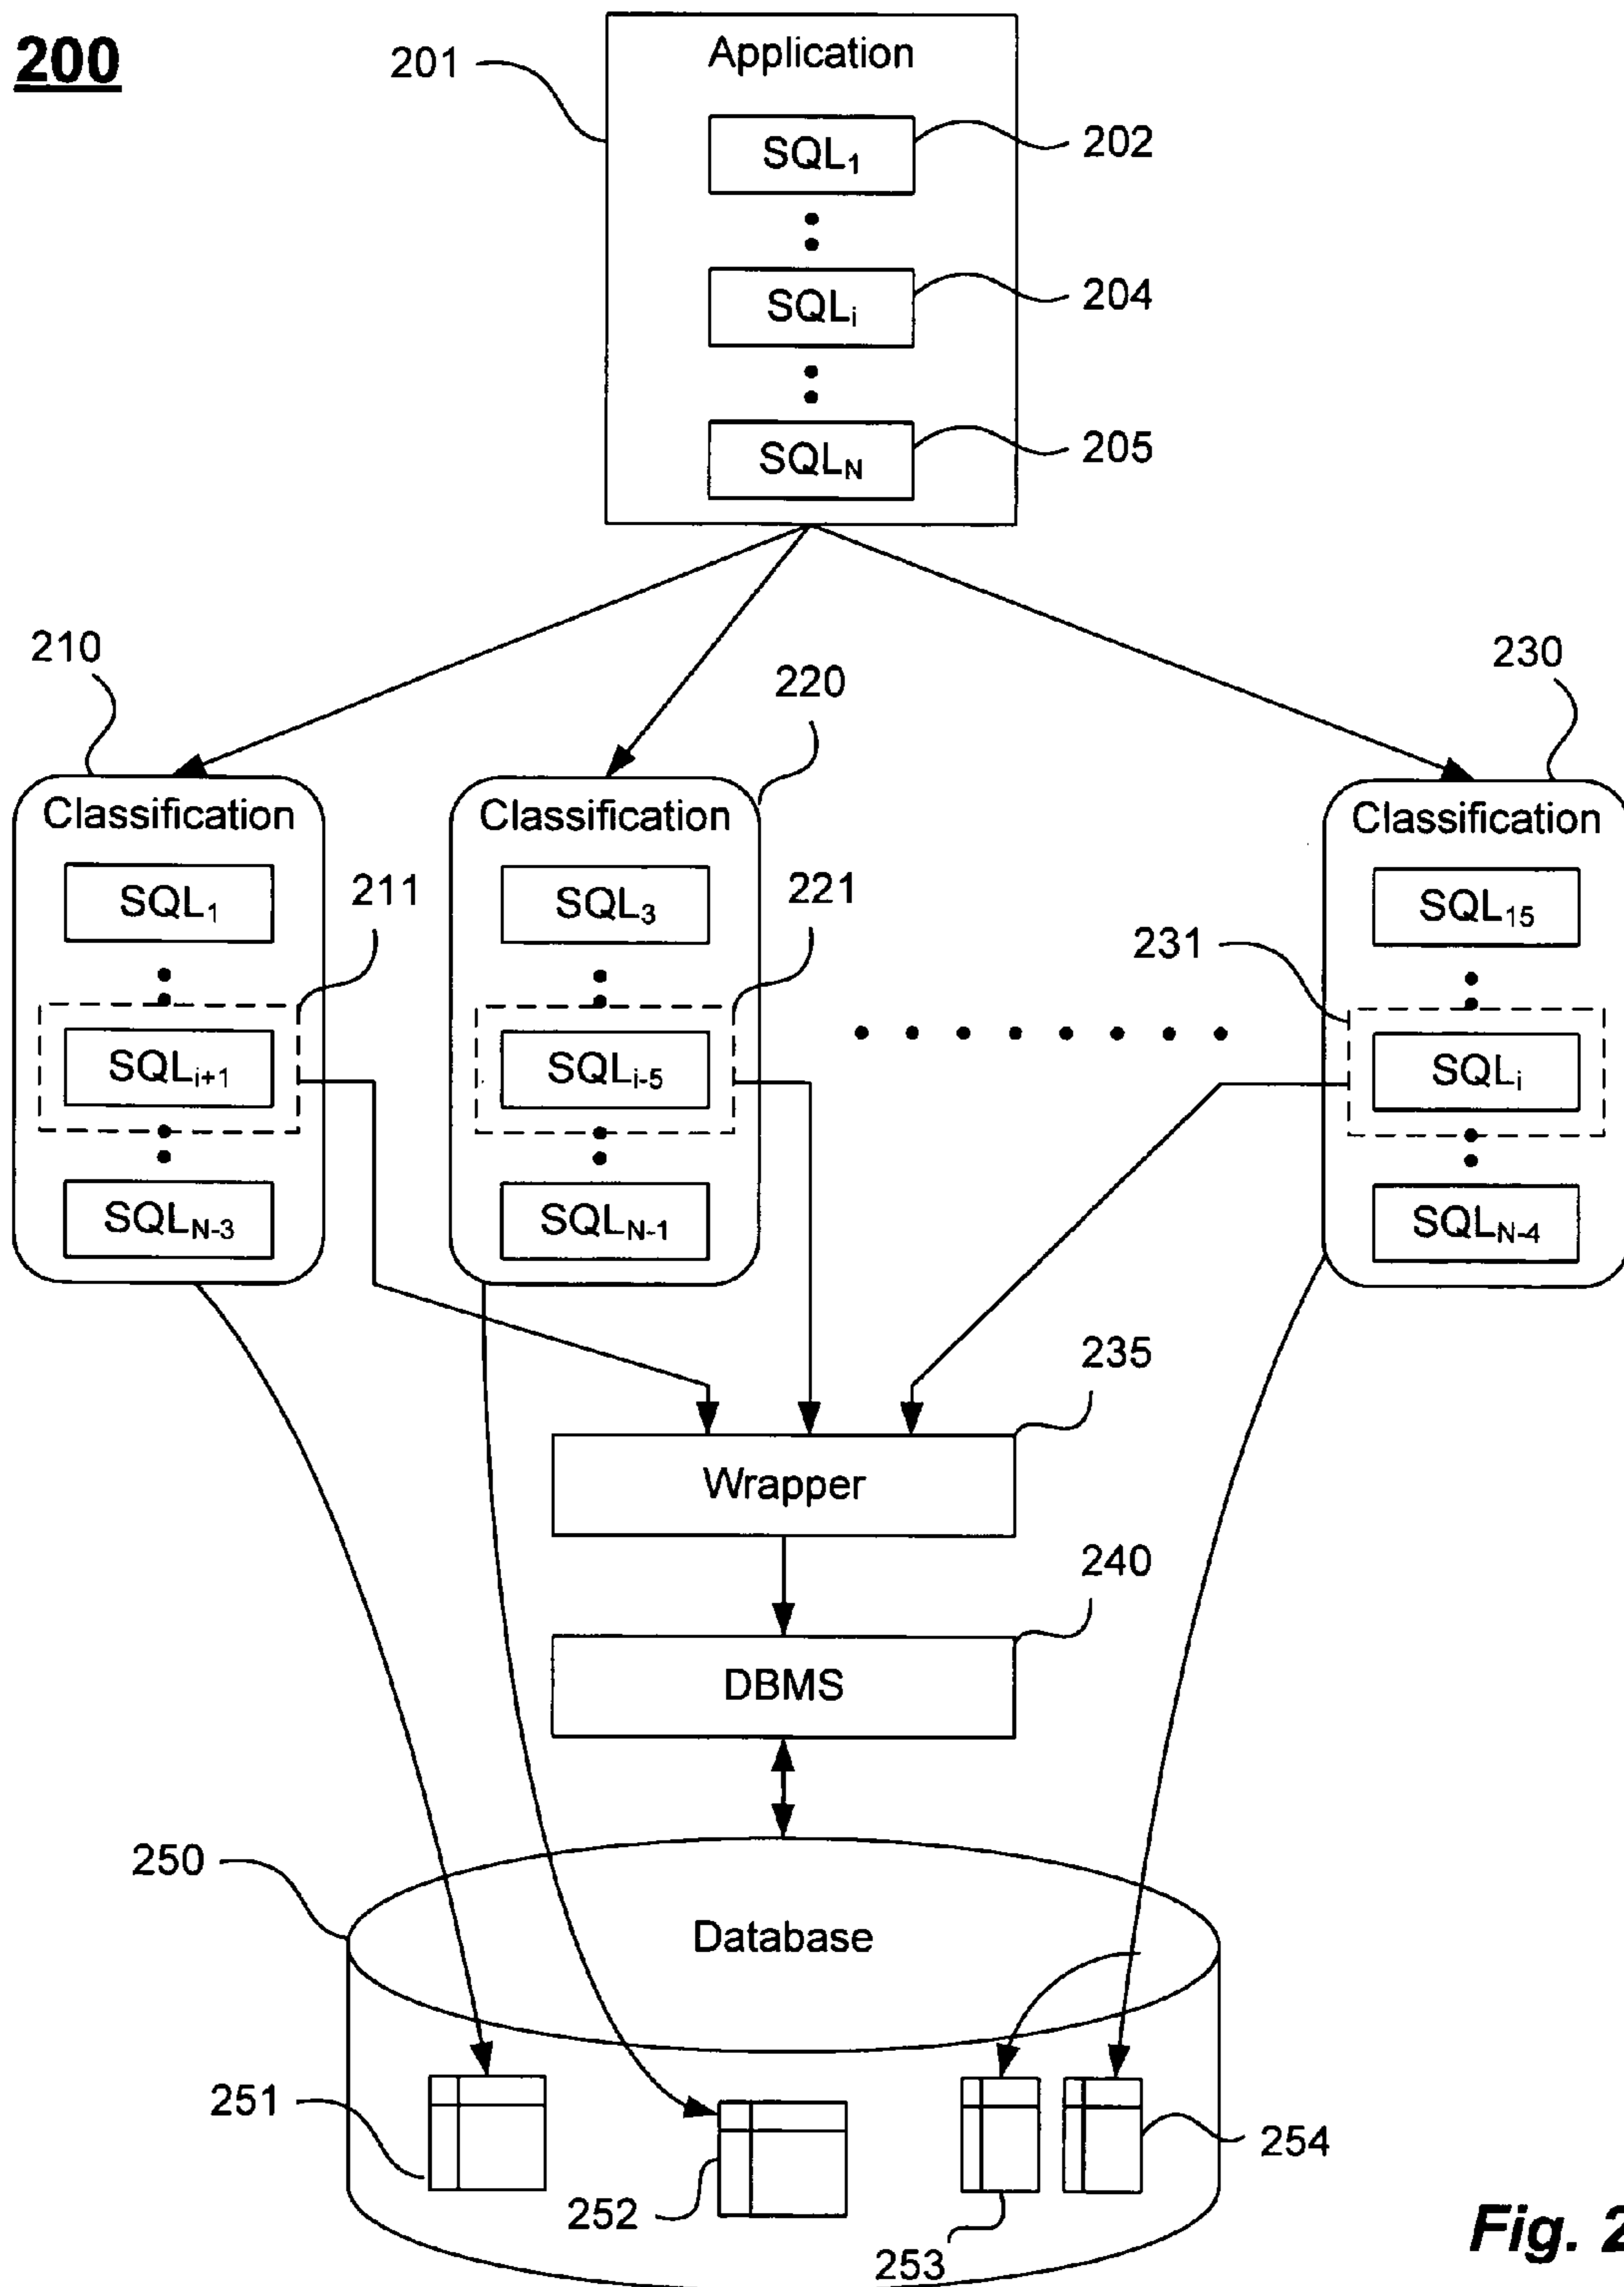 200
201
Application
SQL1
202
SQLi
204
SQLN
205
210
220
230
Classification
SQL1
211
SQLi+1
SQLN-3
Classification
SQL3
221
SQLi-5
SQLN-1
Classification
SQL15
231
SQLi
SQLN-4
235
Wrapper
240
DBMS
250
Database
251
252
253
254
Fig. 2